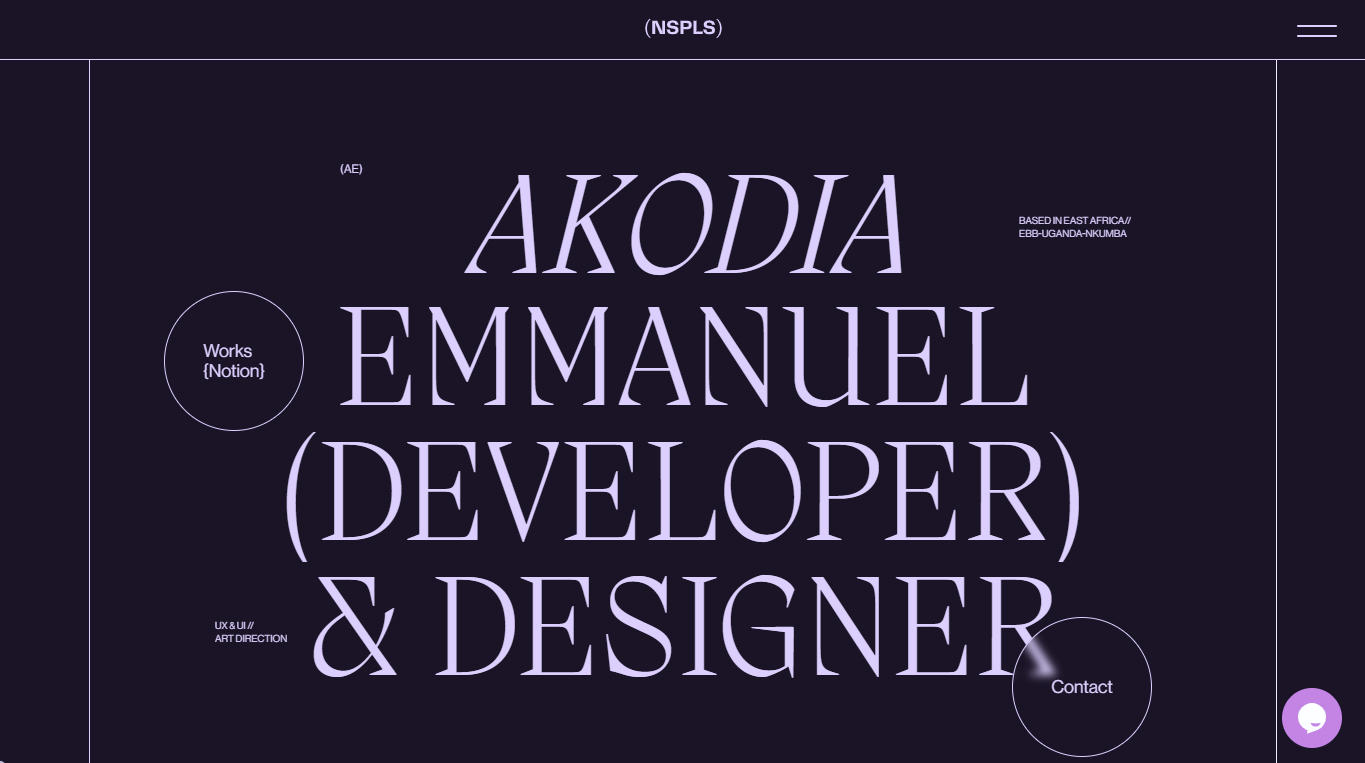 (NSPLS)
(AE)
AKODIA
BASED IN EAST AFRICA//
EBB-UGANDA-NKUMBA
EMMANUEL
Works
{Notion}
(DEVELOPER)
& DESIGNER
UX & UI //
ART DIRECTION
Contact